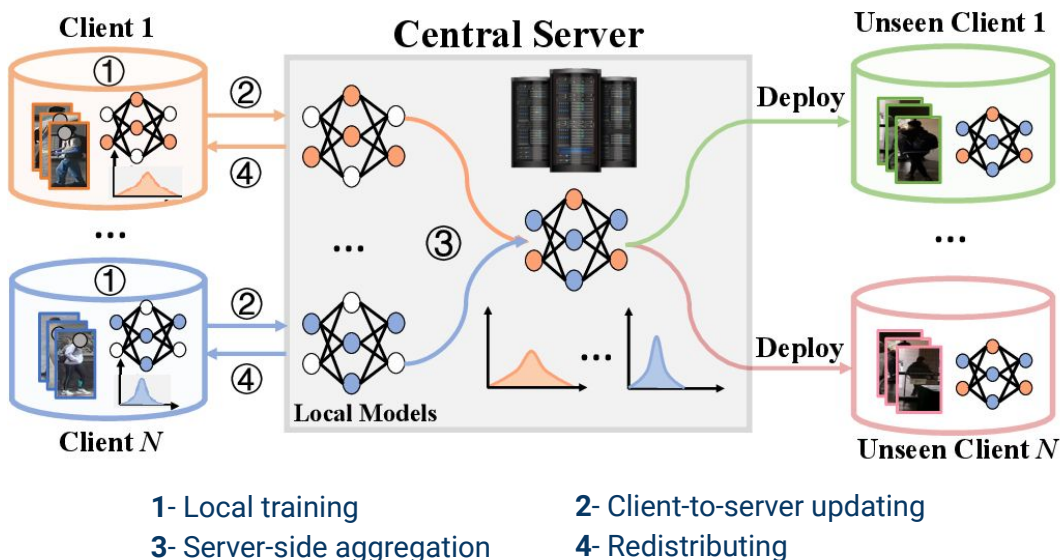 Client 1
Central Server
Unseen Client 1
①
②
④
Deploy
...
...
③
...
①
②
④
...
Deploy
Local Models
Client N
Unseen Client N
1- Local training
2- Client-to-server updating
3- Server-side aggregation
4- Redistributing